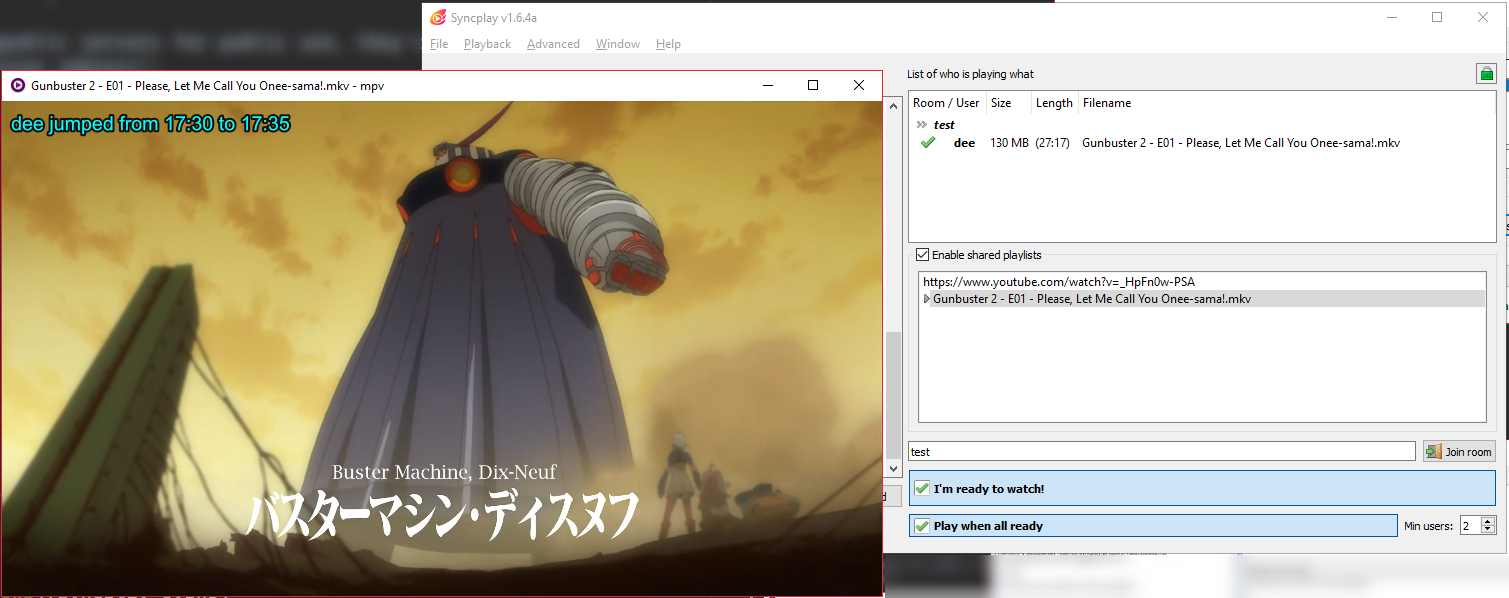 Syncplay v1.6.4a
File Playback Advanced Window Help
Gunbuster 2 - E01 - Please, Let Me Call You Onee-sama!.mkv - mpv
dee jumped from 17:30 to 17:35
Buster Machine, Dix-Neuf
バスターマシン・ディスヌフ
List of who is playing what
Room / User Size Length Filename
test
dee 130 MB (27:17) Gunbuster 2 - E01 - Please, Let Me Call You Onee-sama!.mkv
Enable shared playlists
https://www.youtube.com/watch?v=_HpFn0w-PSA
Gunbuster 2 - E01 - Please, Let Me Call You Onee-sama!.mkv
test Join room
I'm ready to watch!
Play when all ready Min users: 2